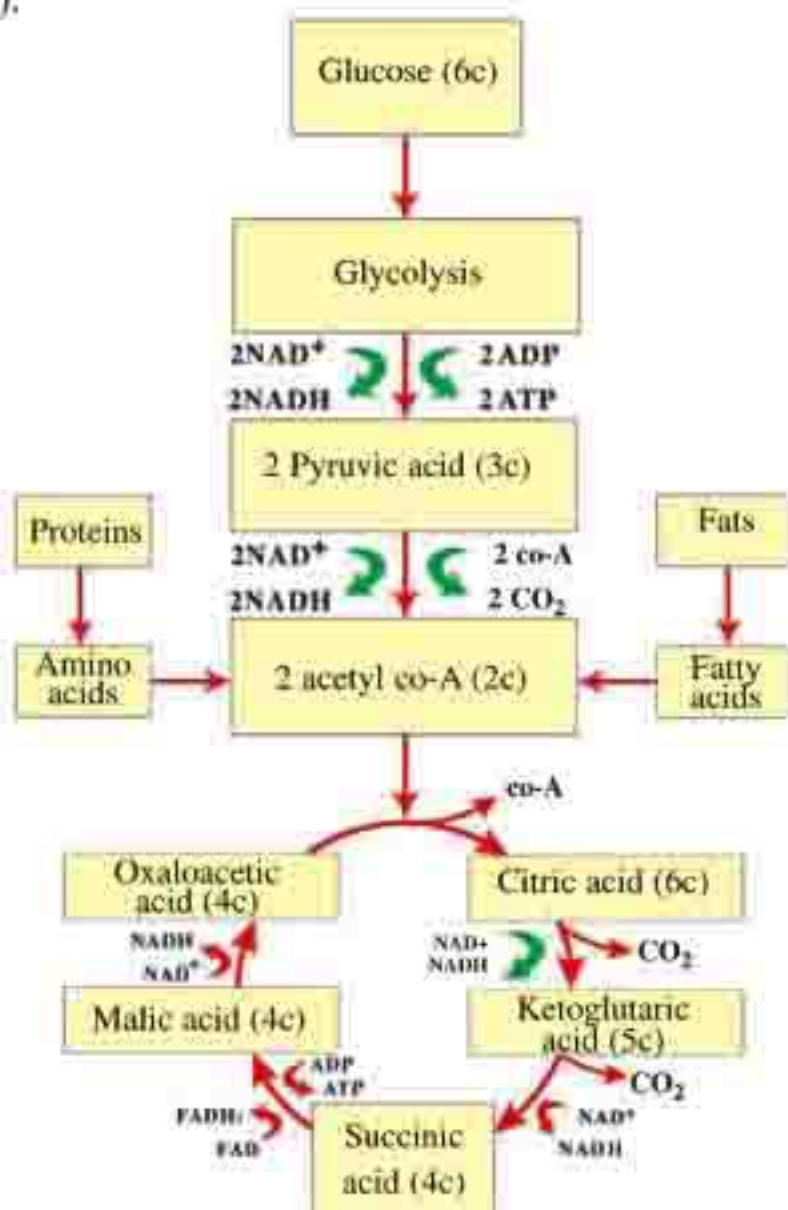 ).
Glucose (6c)
Glycolysis
2NAD⁺
2ADP
2NADH
2ATP
2 Pyruvic acid (3c)
Proteins
Fats
2NAD⁺
2 co-A
2NADH
2 CO₂
Amino
acids
2 acetyl co-A (2c)
Fatty
acids
co-A
Oxaloacetic
acid (4c)
Citric acid (6c)
NADH
NAD⁺
NAD+
NADH
CO₂
Malic acid (4c)
Ketoglutaric
acid (5c)
ADP
ATP
CO₂
FADH₂
FAD
NAD⁺
NADH
Succinic
acid (4c)